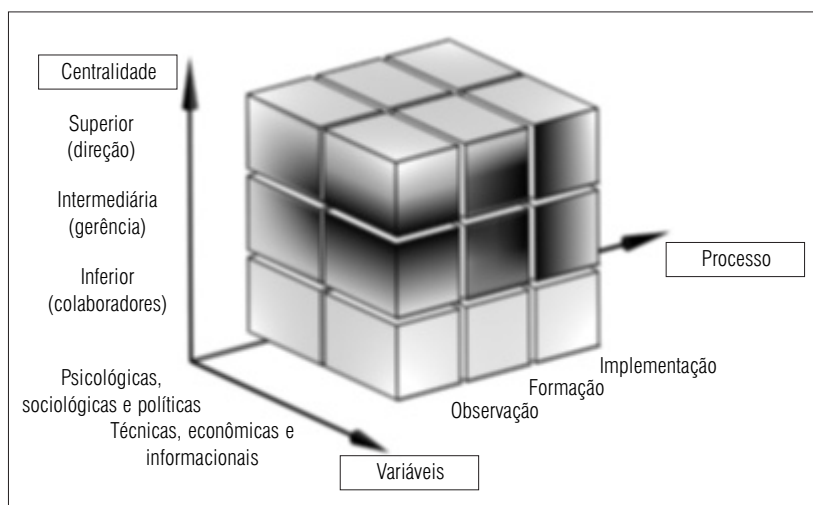 Centralidade
Superior
(direção)
Intermediária
(gerência)
Inferior
(colaboradores)
Processo
Psicológicas,
sociológicas e políticas
Técnicas, econômicas e
informacionais
Variáveis
Observação
Formação
Implementação